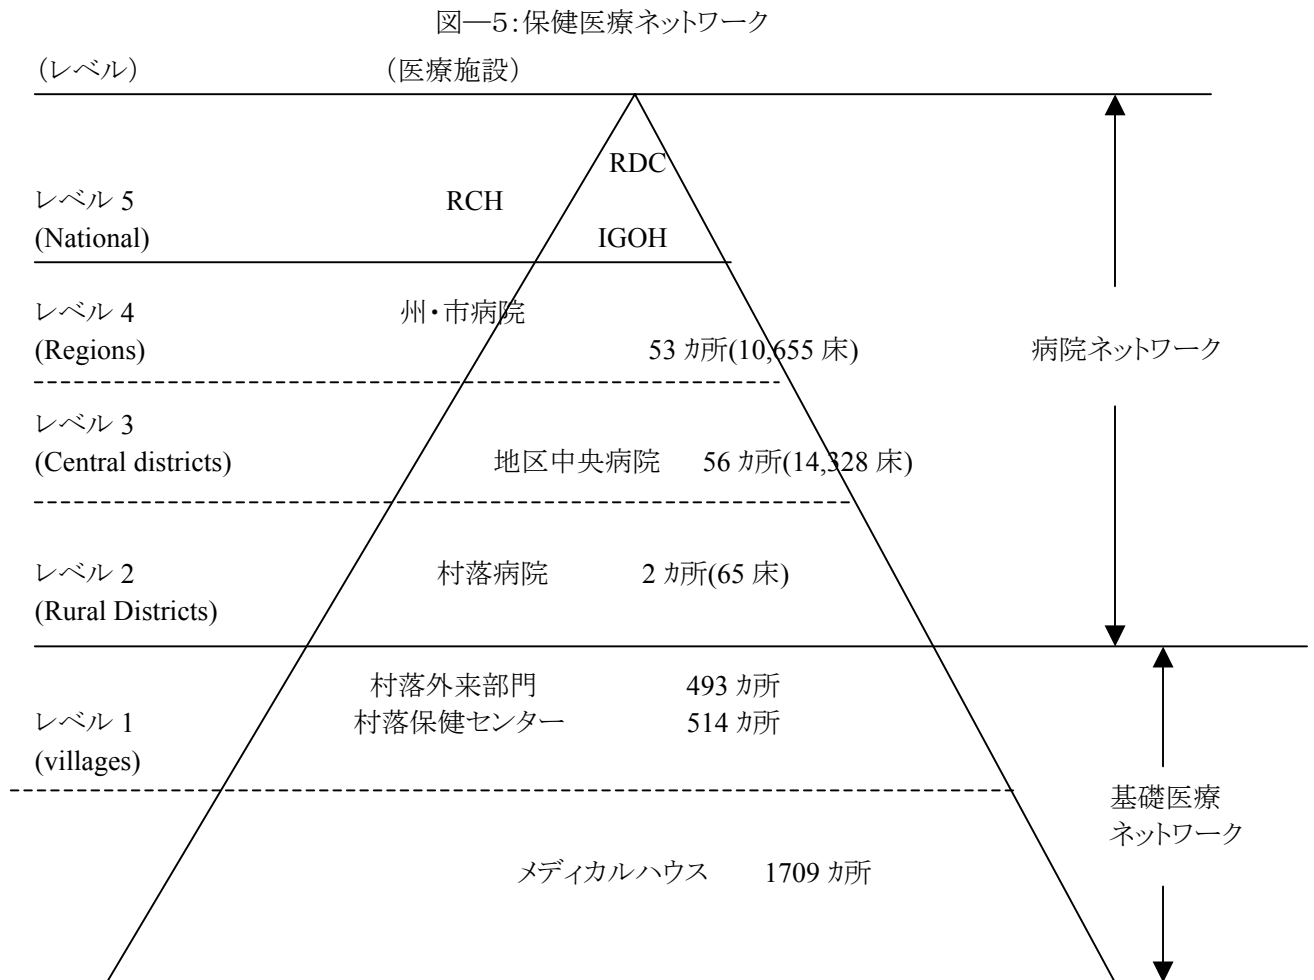 図―5:保健医療ネットワーク
（レベル） （医療施設）
RDC
レベル 5 RCH
(National) IGOH
レベル 4 州・市病院
(Regions) 53 ｶ所(10,655 床) 病院ネットワーク
レベル 3
(Central districts) 地区中央病院 56 ｶ所(14,328 床)
レベル 2 村落病院 2 ｶ所(65 床)
(Rural Districts)
村落外来部門 493 ｶ所
レベル 1 村落保健センター 514 ｶ所
(villages)
基礎医療
ネットワーク
メディカルハウス 1709 ｶ所